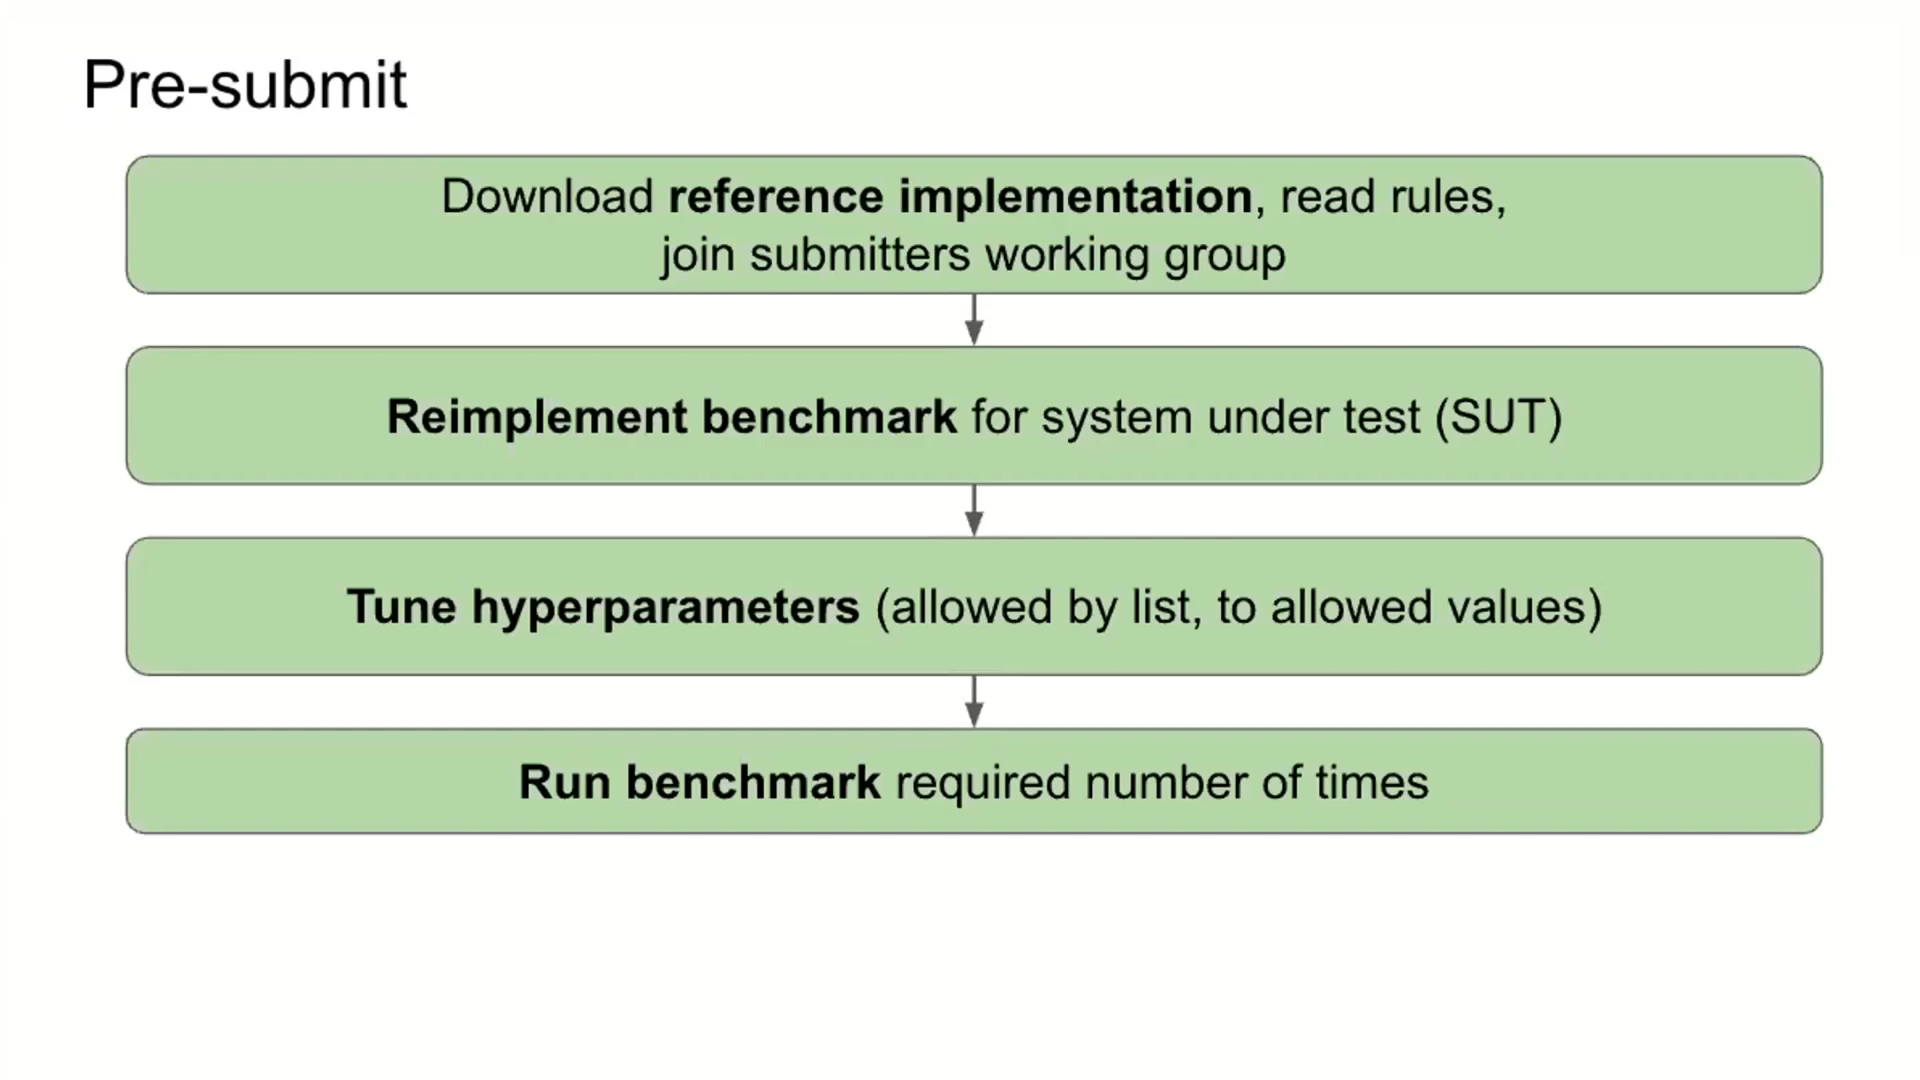 Pre-submit
Download reference implementation, read rules,
join submitters working group
Reimplement benchmark for system under test (SUT)
Tune hyperparameters (allowed by list, to allowed values)
Run benchmark required number of times